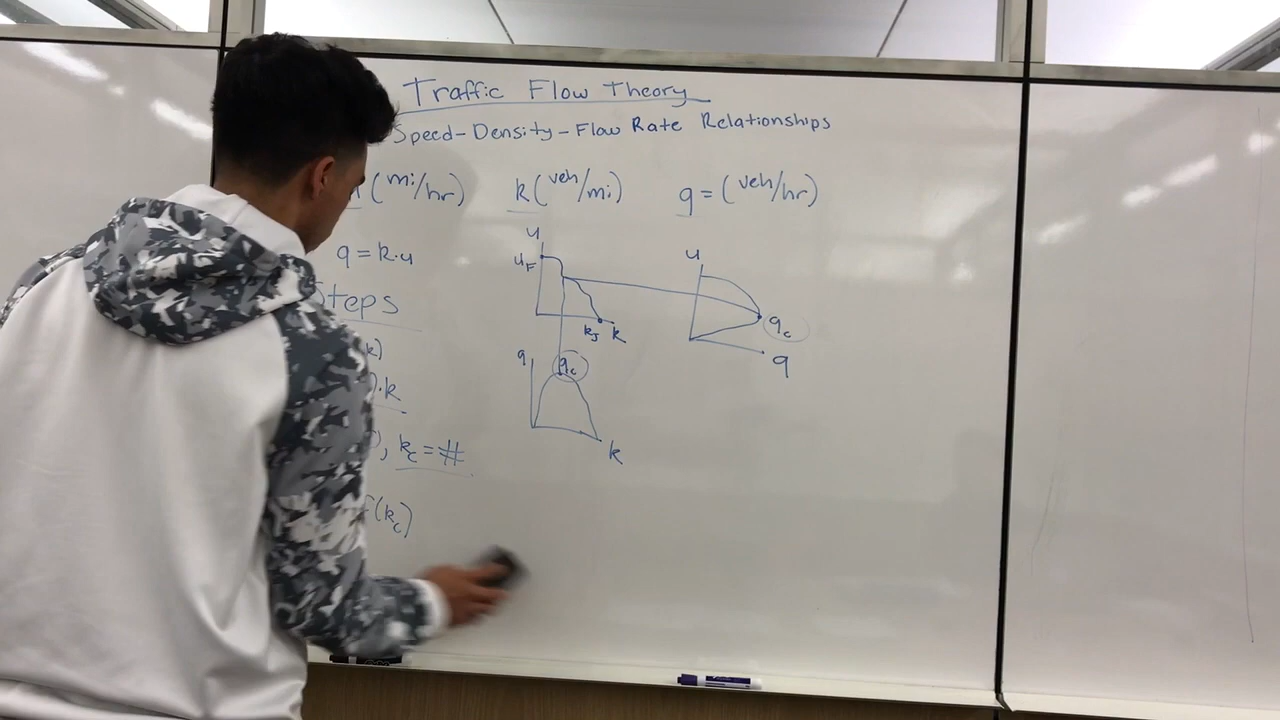 Traffic Flow Theory
Speed-Density-Flow Rate Relationships
(mi/hr) k(veh/mi) q=(veh/hr)
q=k·u
Steps
k)
)·k
), kc=#
f(kc)
u
uF
kJ k
u
qc
q
q
qc
k